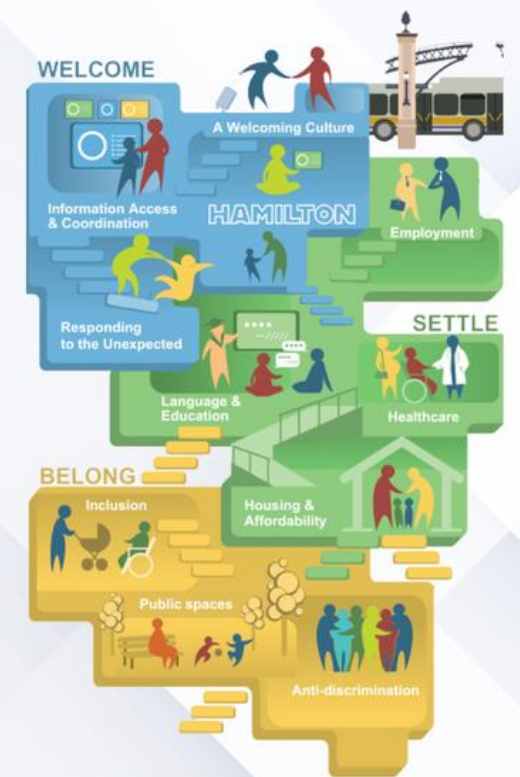 WELCOME
A Welcoming Culture
Information Access
& Coordination
HAMILTON
Employment
Responding
to the Unexpected
SETTLE
Language &
Education
Healthcare
BELONG
Inclusion
Housing &
Affordability
Public spaces
Anti-discrimination